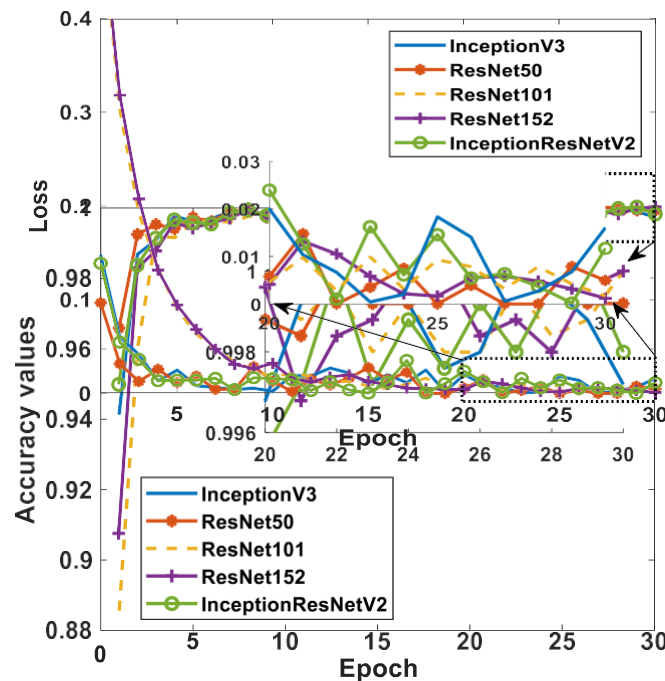 0.4
InceptionV3
ResNet50
ResNet101
ResNet152
InceptionResNetV2
0.3
0.03
Loss
0.02
0.2
1
0.01
0.98
1
0
0.1
20
25
30
0.998
0.96
0
5
10
15
20
25
30
0.996
Epoch
0.94
20
22
24
26
28
30
Accuracy values
InceptionV3
ResNet50
ResNet101
ResNet152
InceptionResNetV2
0.92
0.9
0.88
0
5
10
15
20
25
30
Epoch